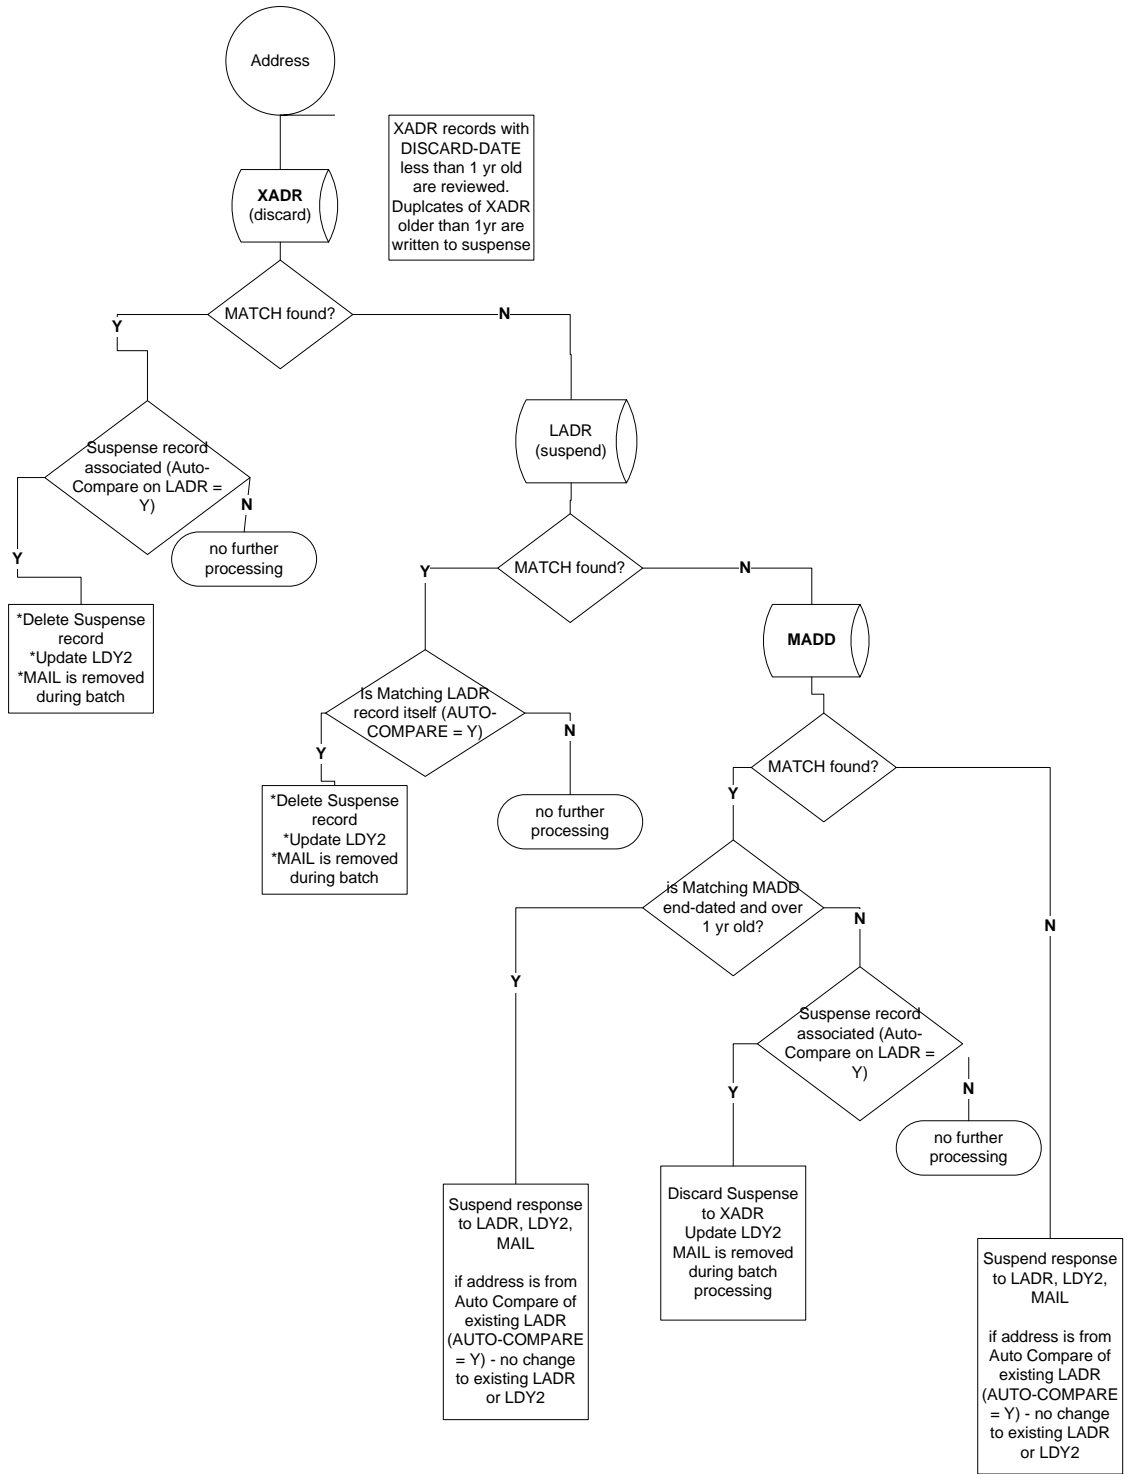 Address
XADR records with
DISCARD-DATE
less than 1 yr old
are reviewed.
Duplcates of XADR
older than 1yr are
written to suspense
XADR
(discard)
MATCH found?
Y
N
LADR
(suspend)
Suspense record
associated (Auto-
Compare on LADR =
Y)
N
Y
no further
processing
*Delete Suspense
record
*Update LDY2
*MAIL is removed
during batch
MATCH found?
Y
N
MADD
Is Matching LADR
record itself (AUTO-
COMPARE = Y)
Y
N
*Delete Suspense
record
*Update LDY2
*MAIL is removed
during batch
no further
processing
MATCH found?
Y
N
is Matching MADD
end-dated and over
1 yr old?
Y
N
Suspense record
associated (Auto-
Compare on LADR =
Y)
Y
N
no further
processing
Suspend response
to LADR, LDY2,
MAIL
if address is from
Auto Compare of
existing LADR
(AUTO-COMPARE
= Y) - no change
to existing LADR
or LDY2
Discard Suspense
to XADR
Update LDY2
MAIL is removed
during batch
processing
Suspend response
to LADR, LDY2,
MAIL
if address is from
Auto Compare of
existing LADR
(AUTO-COMPARE
= Y) - no change
to existing LADR
or LDY2